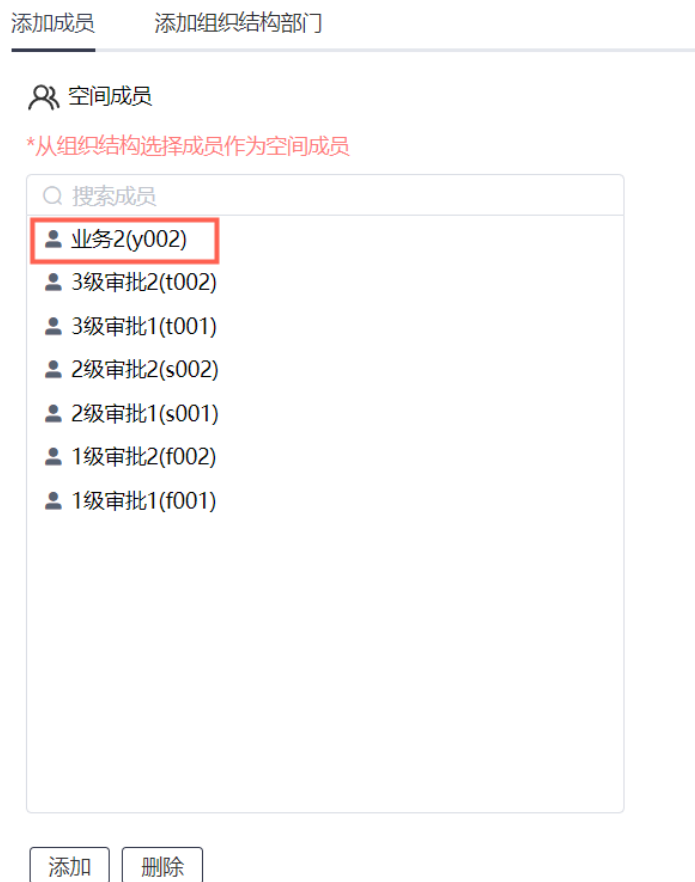 添加成员 添加组织结构部门
空间成员
*从组织结构选择成员作为空间成员
搜索成员
业务2(y002)
3级审批2(t002)
3级审批1(t001)
2级审批2(s002)
2级审批1(s001)
1级审批2(f002)
1级审批1(f001)
添加 删除